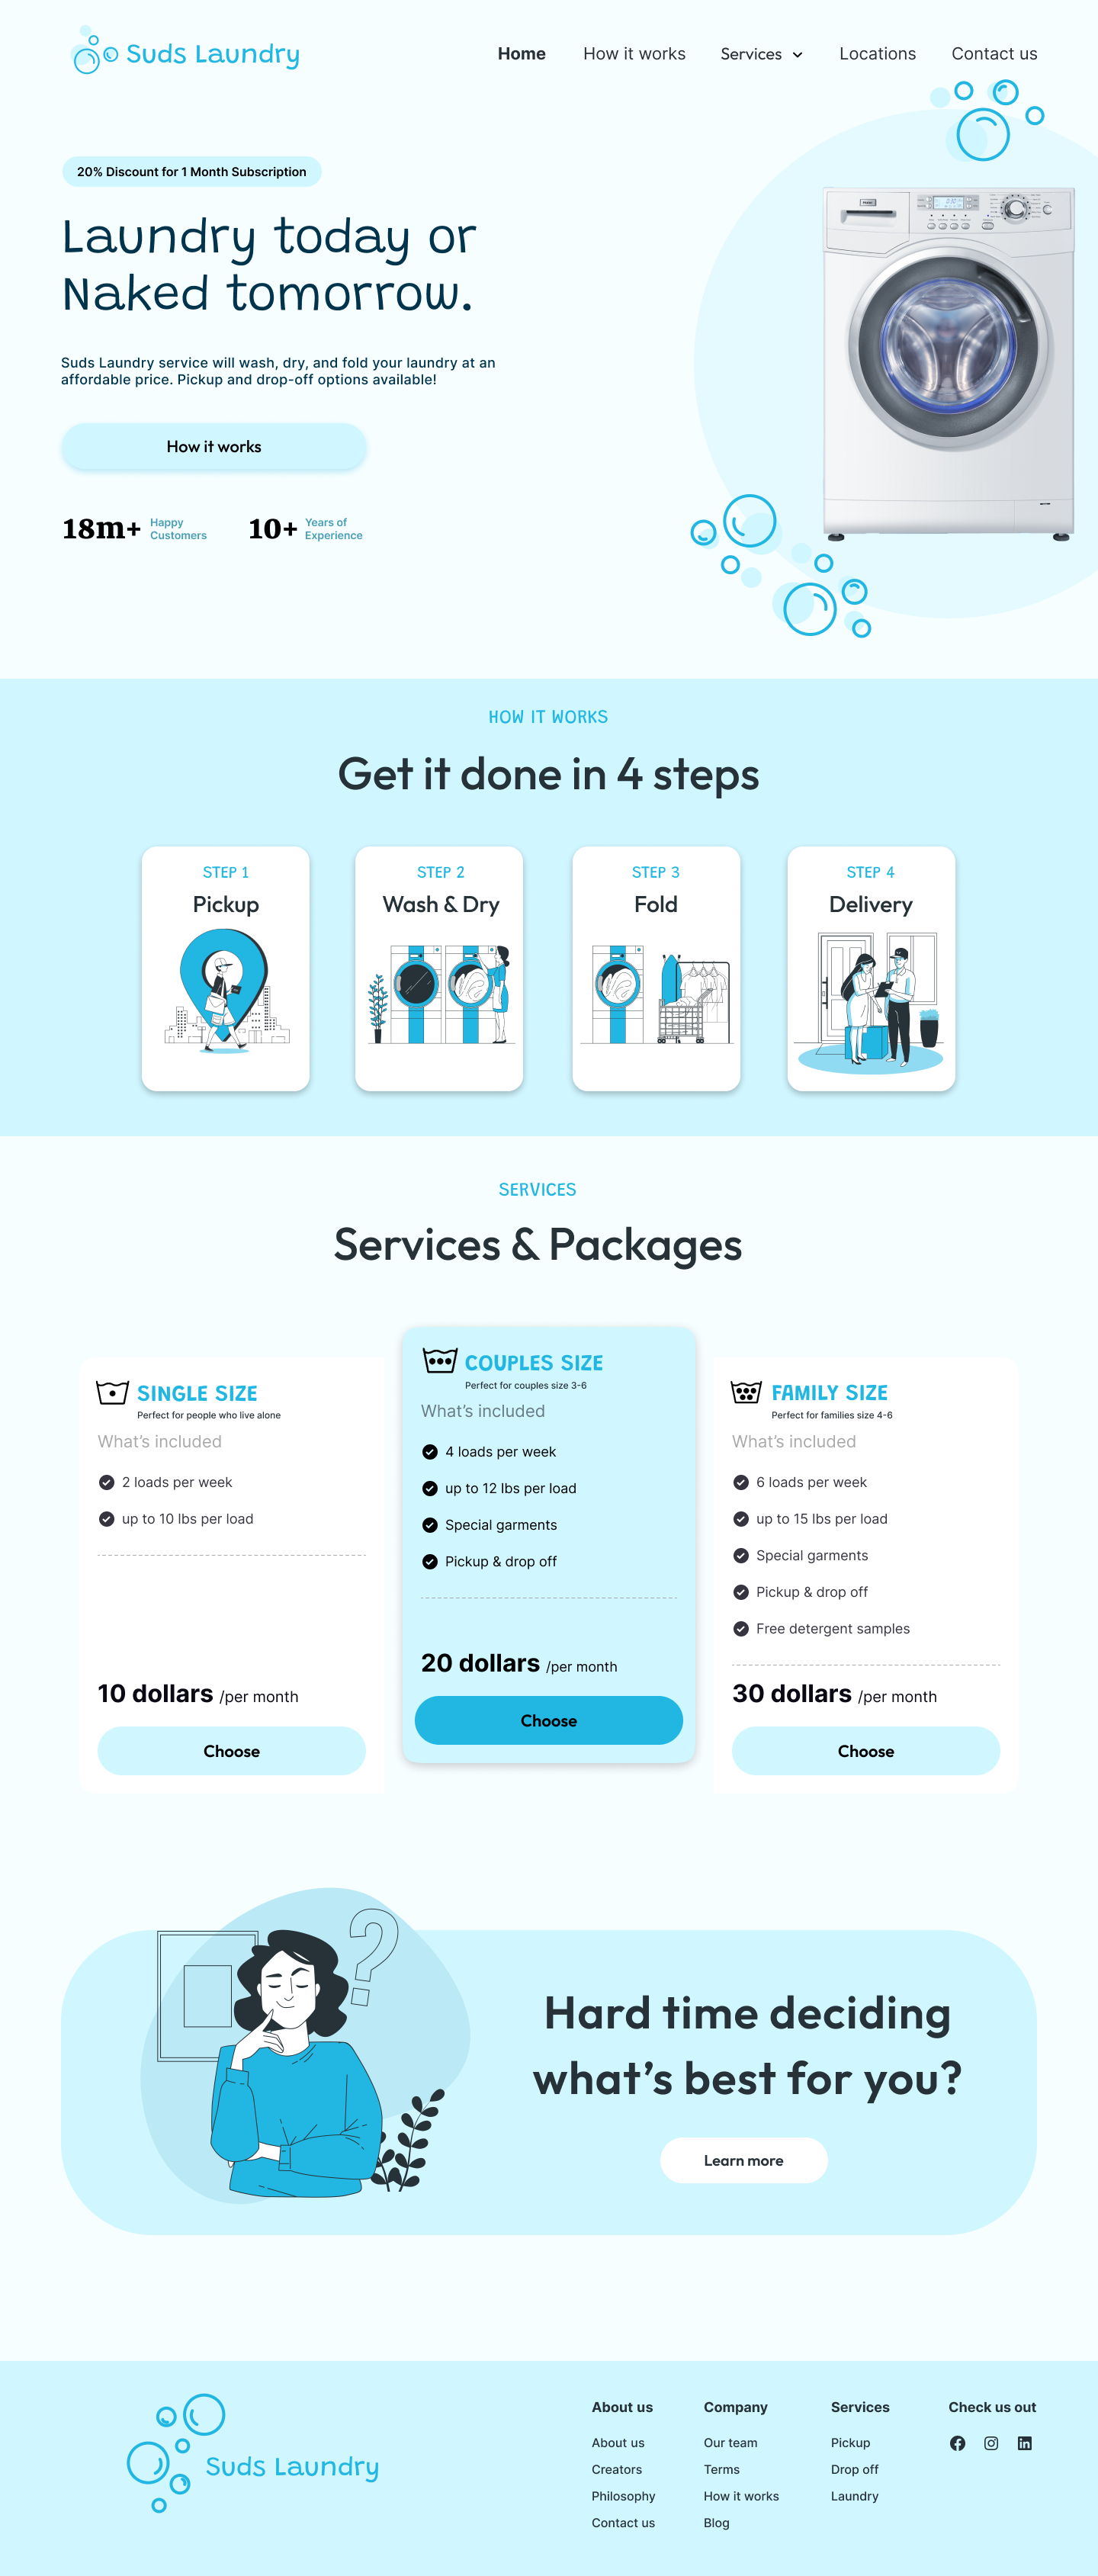 Suds Laundry
Home
How it works
Services
Locations
Contact us
20% Discount for 1 Month Subscription
Laundry today or
Naked tomorrow.
Suds Laundry service will wash, dry, and fold your laundry at an
affordable price. Pickup and drop-off options available!
How it works
18m+
Happy
Customers
10+
Years of
Experience
HOW IT WORKS
Get it done in 4 steps
STEP 1
Pickup
STEP 2
Wash & Dry
STEP 3
Fold
STEP 4
Delivery
SERVICES
Services & Packages
SINGLE SIZE
Perfect for people who live alone
What's included
2 loads per week
up to 10 lbs per load
10 dollars /per month
Choose
COUPLES SIZE
Perfect for couples size 3-6
What's included
4 loads per week
up to 12 lbs per load
Special garments
Pickup & drop off
20 dollars /per month
Choose
FAMILY SIZE
Perfect for families size 4-6
What's included
6 loads per week
up to 15 lbs per load
Special garments
Pickup & drop off
Free detergent samples
30 dollars /per month
Choose
Hard time deciding
what's best for you?
Learn more
Suds Laundry
About us
About us
Creators
Philosophy
Contact us
Company
Our team
Terms
How it works
Blog
Services
Pickup
Drop off
Laundry
Check us out